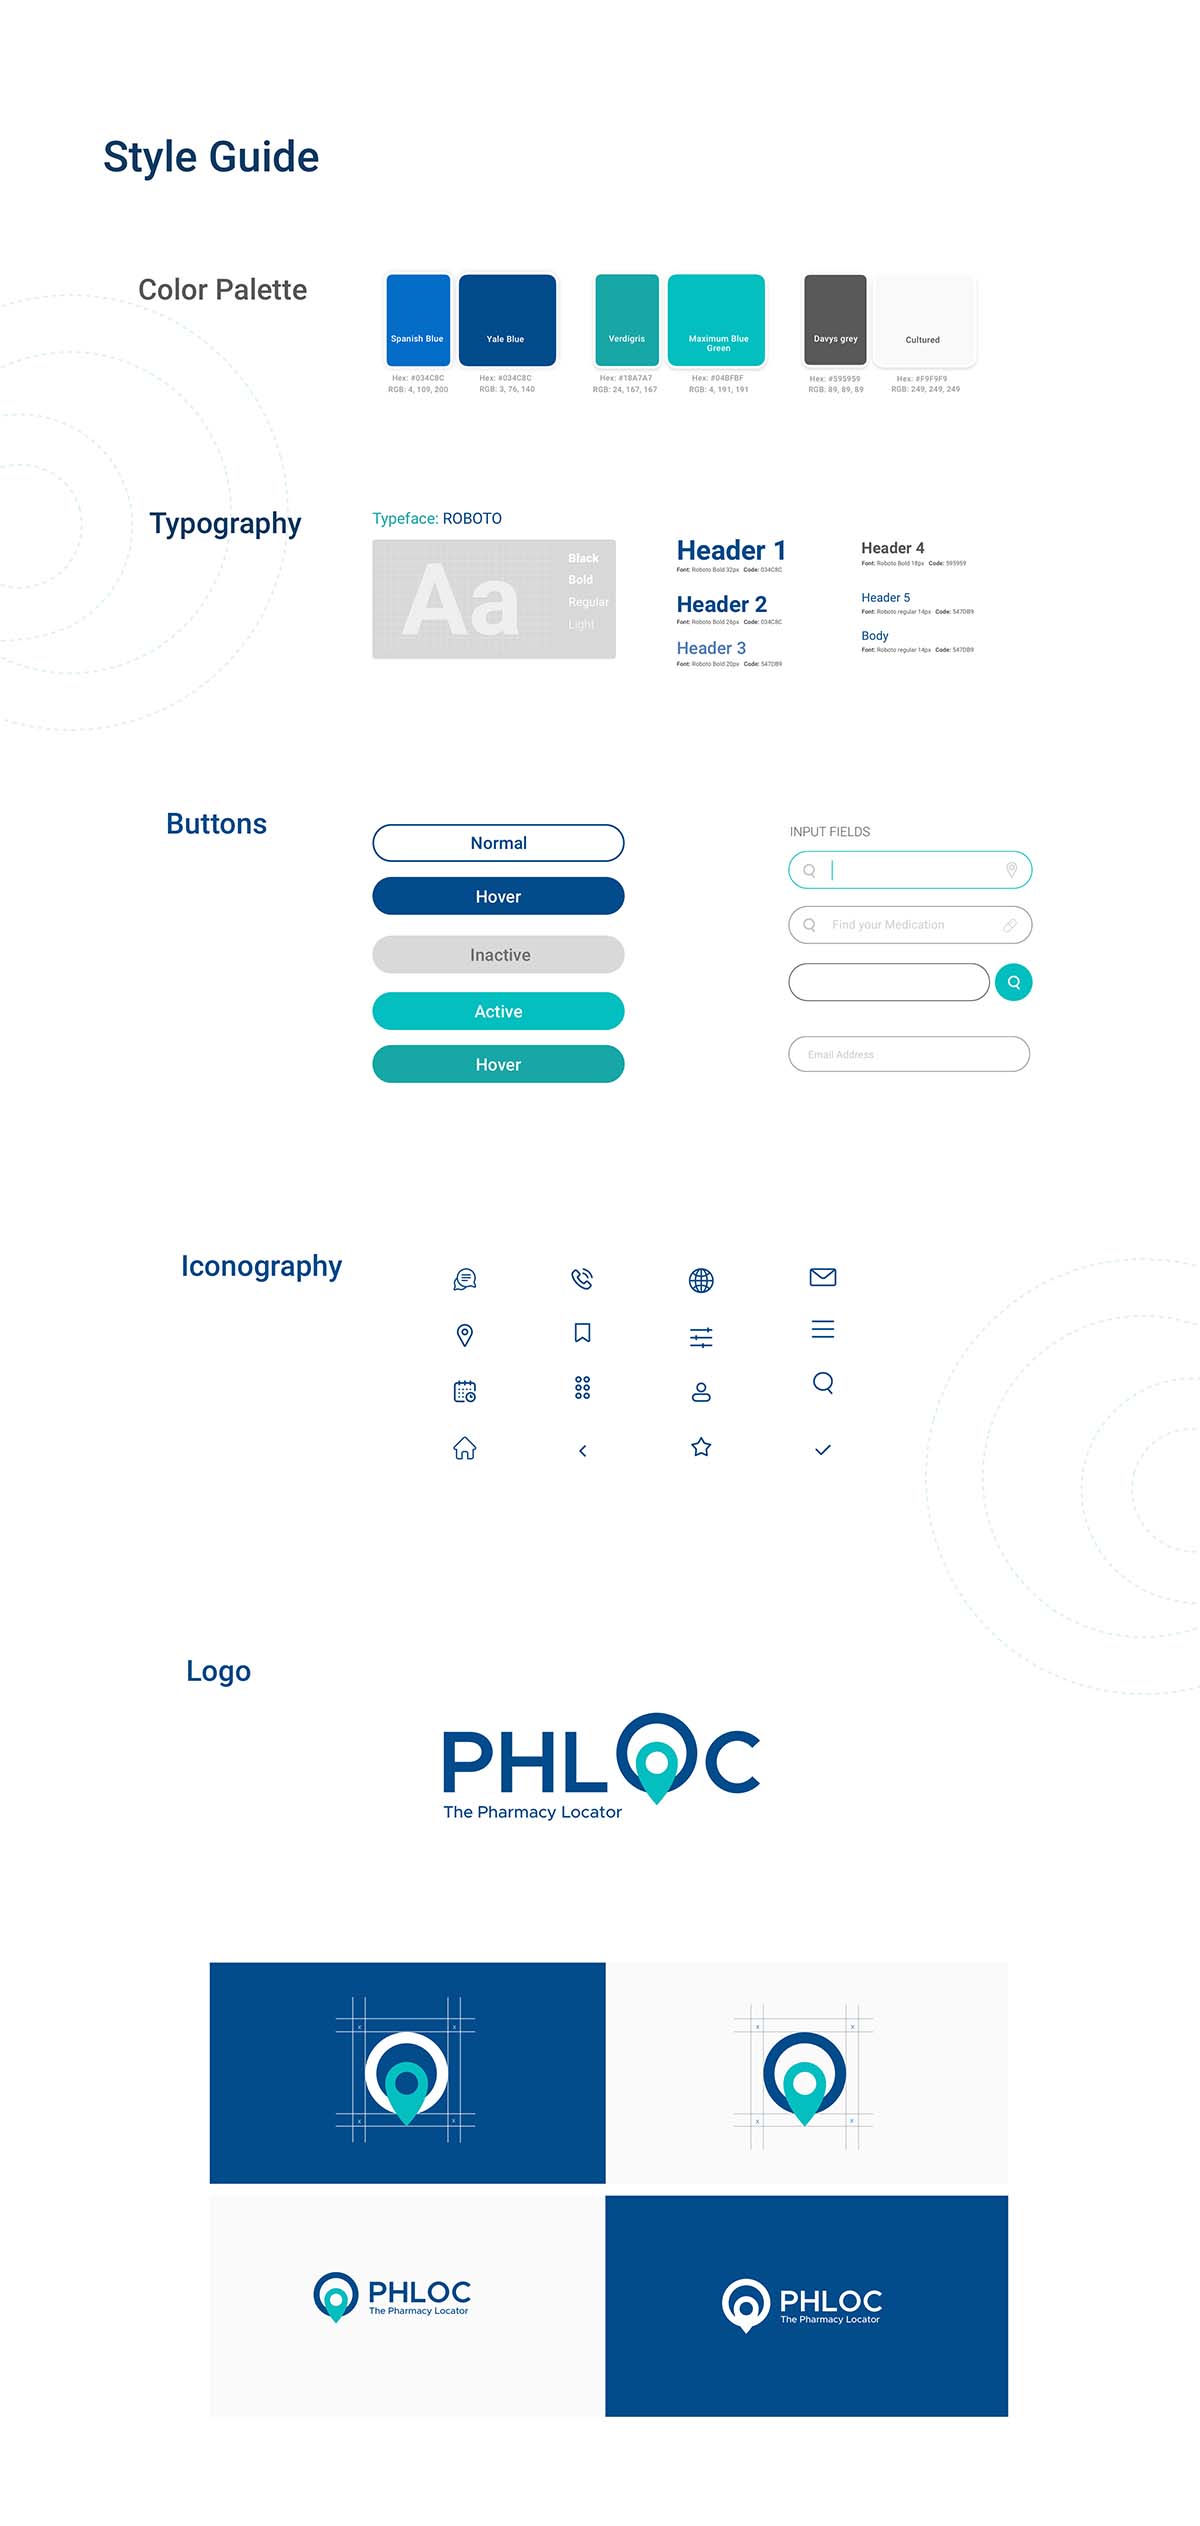 Style Guide
Color Palette
Spanish Blue
Yale Blue
Verdigris
Maximum Blue
Green
Davys grey
Cultured
Hex: #034C8C
RGB: 4, 109, 200
Hex: #034C8C
RGB: 3, 76, 140
Hex: #18A7A7
RGB: 24, 167, 167
Hex: #04BFBF
RGB: 4, 191, 191
Hex: #595959
RGB: 89, 89, 89
Hex: #F9F9F9
RGB: 249, 249, 249
Typography
Typeface: ROBOTO
Aa
Black
Bold
Regular
Light
Header 1
Font: Roboto Bold 32px Code: 034C8C
Header 2
Font: Roboto Bold 26px Code: 034C8C
Header 3
Font: Roboto Bold 20px Code: 547DB9
Header 4
Font: Roboto Bold 18px Code: 595959
Header 5
Font: Roboto regular 16px Code: 547DB9
Body
Font: Roboto regular 14px Code: 547DB9
Buttons
Normal
Hover
Inactive
Active
Hover
INPUT FIELDS
Find your Medication
Email Address
Iconography
Logo
PHLOC
The Pharmacy Locator
x x
x x
x x
x x
PHLOC
The Pharmacy Locator
PHLOC
The Pharmacy Locator